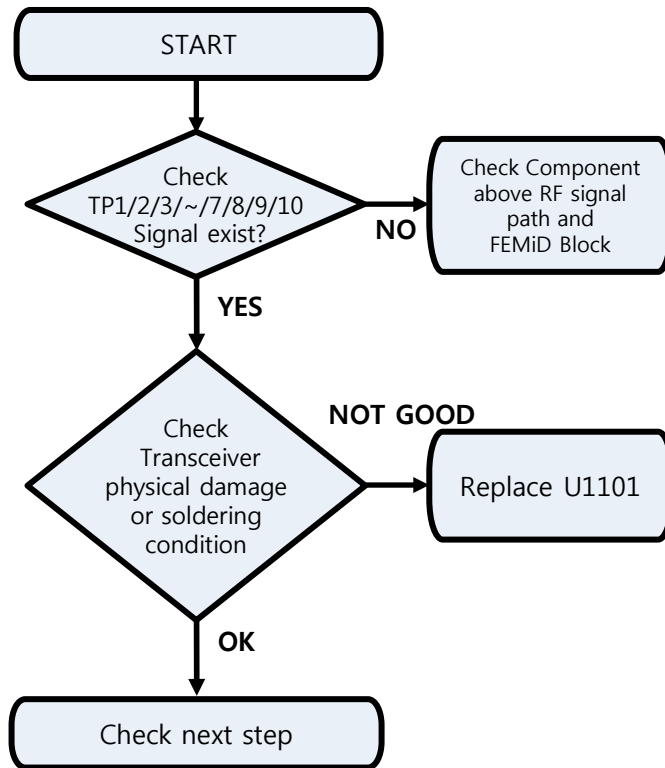 START
Check
TP1/2/3/~/7/8/9/10
Signal exist?
NO
Check Component
above RF signal
path and
FEMiD Block
YES
Check
Transceiver
physical damage
or soldering
condition
NOT GOOD
Replace U1101
OK
Check next step